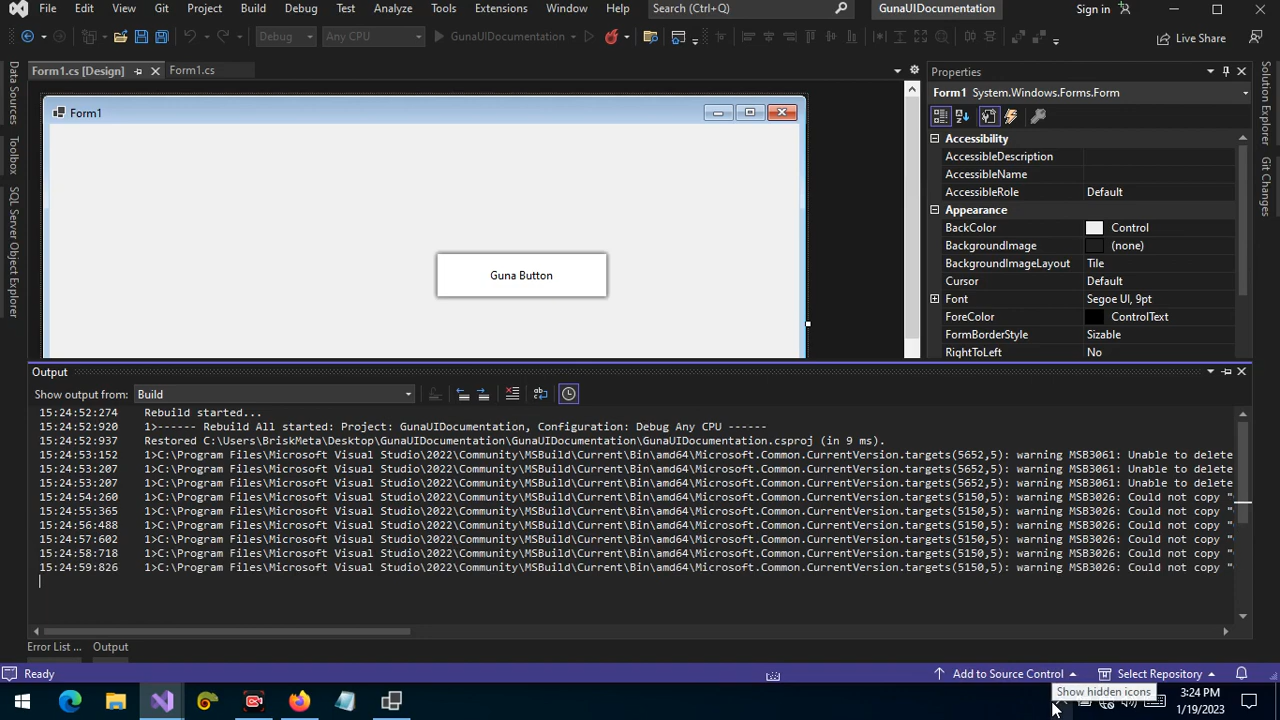 File Edit View Git Project Build Debug Test Analyze Tools Extensions Window Help Search (Ctrl+Q) GunaUIDocumentation Sign in
Debug Any CPU GunaUIDocumentation Live Share
Form1.cs [Design] Form1.cs
Properties
Form1 System.Windows.Forms.Form
Data Sources
Toolbox
SQL Server Object Explorer
Solution Explorer
Git Changes
Form1
Guna Button
Accessibility
AccessibleDescription
AccessibleName
AccessibleRole Default
Appearance
BackColor Control
BackgroundImage (none)
BackgroundImageLayout Tile
Cursor Default
Font Segoe UI, 9pt
ForeColor ControlText
FormBorderStyle Sizable
RightToLeft No
Output
Show output from: Build
15:24:52:274 Rebuild started...
15:24:52:920 1>------ Rebuild All started: Project: GunaUIDocumentation, Configuration: Debug Any CPU ------
15:24:52:937 Restored C:\Users\BriskMeta\Desktop\GunaUIDocumentation\GunaUIDocumentation\GunaUIDocumentation.csproj (in 9 ms).
15:24:53:152 1>C:\Program Files\Microsoft Visual Studio\2022\Community\MSBuild\Current\Bin\amd64\Microsoft.Common.CurrentVersion.targets(5652,5): warning MSB3061: Unable to delete
15:24:53:207 1>C:\Program Files\Microsoft Visual Studio\2022\Community\MSBuild\Current\Bin\amd64\Microsoft.Common.CurrentVersion.targets(5652,5): warning MSB3061: Unable to delete
15:24:53:207 1>C:\Program Files\Microsoft Visual Studio\2022\Community\MSBuild\Current\Bin\amd64\Microsoft.Common.CurrentVersion.targets(5652,5): warning MSB3061: Unable to delete
15:24:54:260 1>C:\Program Files\Microsoft Visual Studio\2022\Community\MSBuild\Current\Bin\amd64\Microsoft.Common.CurrentVersion.targets(5150,5): warning MSB3026: Could not copy "
15:24:55:365 1>C:\Program Files\Microsoft Visual Studio\2022\Community\MSBuild\Current\Bin\amd64\Microsoft.Common.CurrentVersion.targets(5150,5): warning MSB3026: Could not copy "
15:24:56:488 1>C:\Program Files\Microsoft Visual Studio\2022\Community\MSBuild\Current\Bin\amd64\Microsoft.Common.CurrentVersion.targets(5150,5): warning MSB3026: Could not copy "
15:24:57:602 1>C:\Program Files\Microsoft Visual Studio\2022\Community\MSBuild\Current\Bin\amd64\Microsoft.Common.CurrentVersion.targets(5150,5): warning MSB3026: Could not copy "
15:24:58:718 1>C:\Program Files\Microsoft Visual Studio\2022\Community\MSBuild\Current\Bin\amd64\Microsoft.Common.CurrentVersion.targets(5150,5): warning MSB3026: Could not copy "
15:24:59:826 1>C:\Program Files\Microsoft Visual Studio\2022\Community\MSBuild\Current\Bin\amd64\Microsoft.Common.CurrentVersion.targets(5150,5): warning MSB3026: Could not copy "
Error List ... Output
Ready Add to Source Control Select Repository
Show hidden icons
3:24 PM
1/19/2023